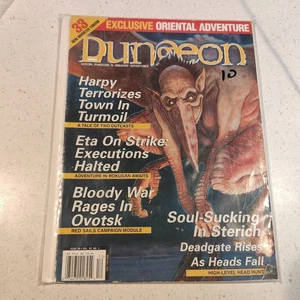 33
EXCLUSIVE ORIENTAL ADVENTURE
Dungeon
10
Harpy
Terrorizes
Town In
Turmoil
A TALE OF TWO OUTCASTS
Eta On Strike
Executions
Halted
ADVENTURE IN ROKUGAN AWAITS
Bloody War
Rages In
Ovotsk
RED SAILS CAMPAIGN MODULE
Soul-Sucking
In Sterich
Deadgate Rises
As Heads Fall
HIGH-LEVEL HEAD HUNT